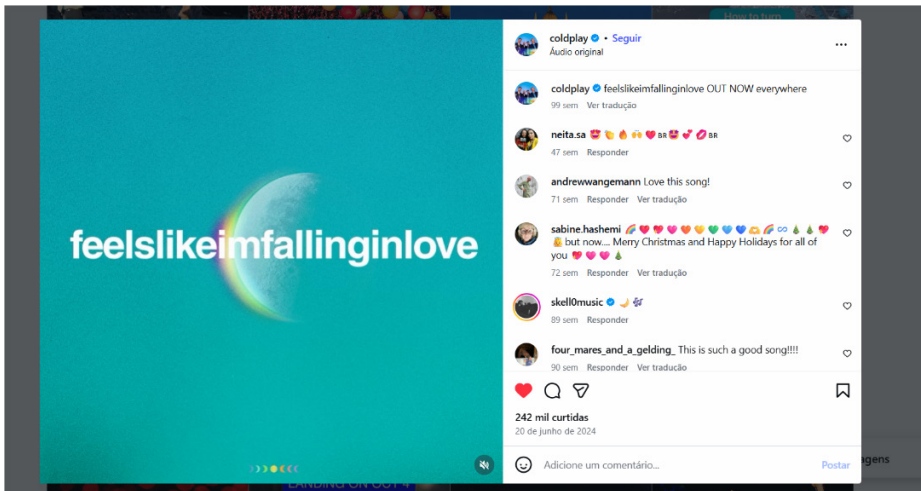 How to turn
coldplay • Seguir
Áudio original
coldplay feelslikeimfallinginlove OUT NOW everywhere
99 sem Ver tradução
neita.sa 😍👏🔥🙌❤️🇧🇷😍💕💋🇧🇷
47 sem Responder
andrewwangemann Love this song!
71 sem Responder Ver tradução
sabine.hashemi 🌈❤️💖💗🧡💛💚💙💙🫶🌈∞🎄🎄💖
🤶but now.... Merry Christmas and Happy Holidays for all of
you 💖💗💗🎄
72 sem Responder Ver tradução
skell0music 🌙🎶
89 sem Responder
four_mares_and_a_gelding_ This is such a good song!!!!
90 sem Responder Ver tradução
242 mil curtidas
20 de junho de 2024
Adicione um comentário...
Postar
feelslikeimfallinginlove
agens
LANDING ON OUT 4